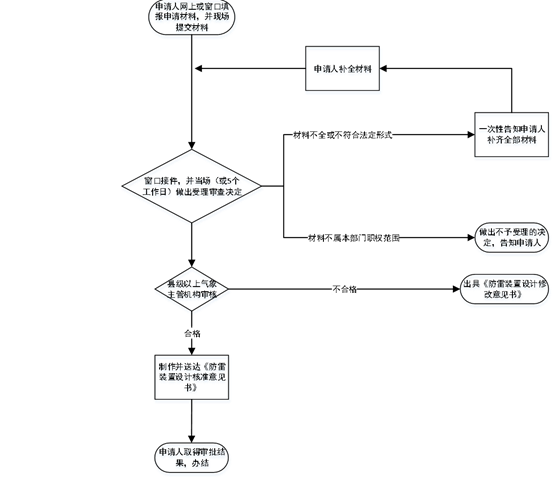 申请人网上或窗口填
报申请材料，并现场
提交材料
申请人补全材料
材料不全或不符合法定形式
一次性告知申请人
补齐全部材料
窗口接件，并当场（或5个
工作日）做出受理审查决定
材料不属本部门职权范围
做出不予受理的决
定，告知申请人
县级以上气象
主管机构审核
不合格
出具《防雷装置设计修
改意见书》
合格
制作并送达《防雷
装置设计核准意见
书》
申请人取得审批结
果，办结